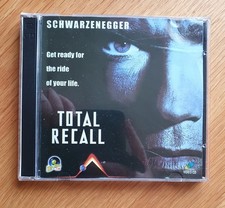 SCHWARZENEGGER
Get ready for
the ride
of your life.
TOTAL
RECALL